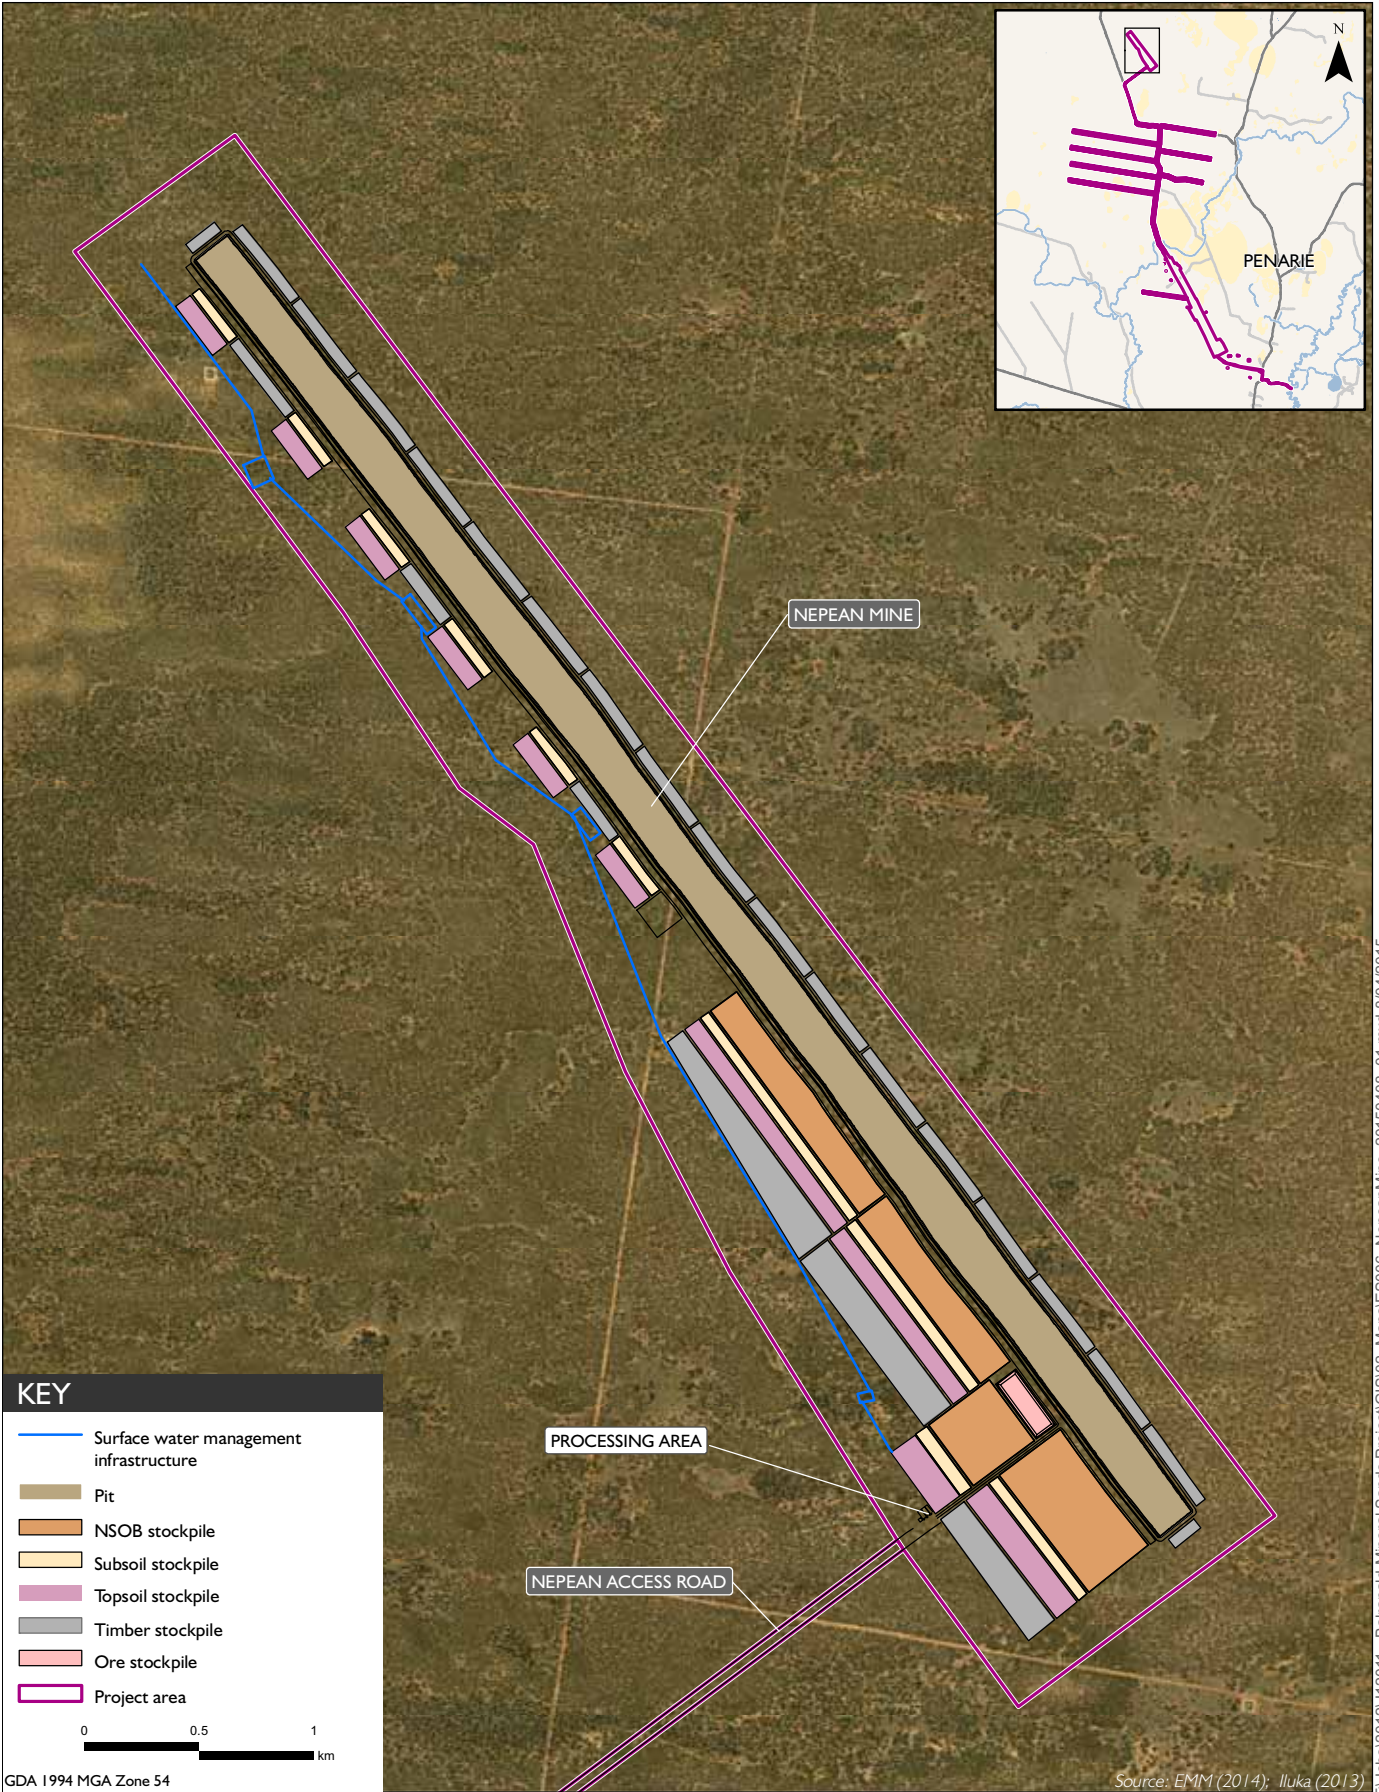 N
PENARIE
NEPEAN MINE
PROCESSING AREA
NEPEAN ACCESS ROAD
KEY
Surface water management
infrastructure
Pit
NSOB stockpile
Subsoil stockpile
Topsoil stockpile
Timber stockpile
Ore stockpile
Project area
0 0.5 1
km
GDA 1994 MGA Zone 54
Source: EMM (2014); Iluka (2013)